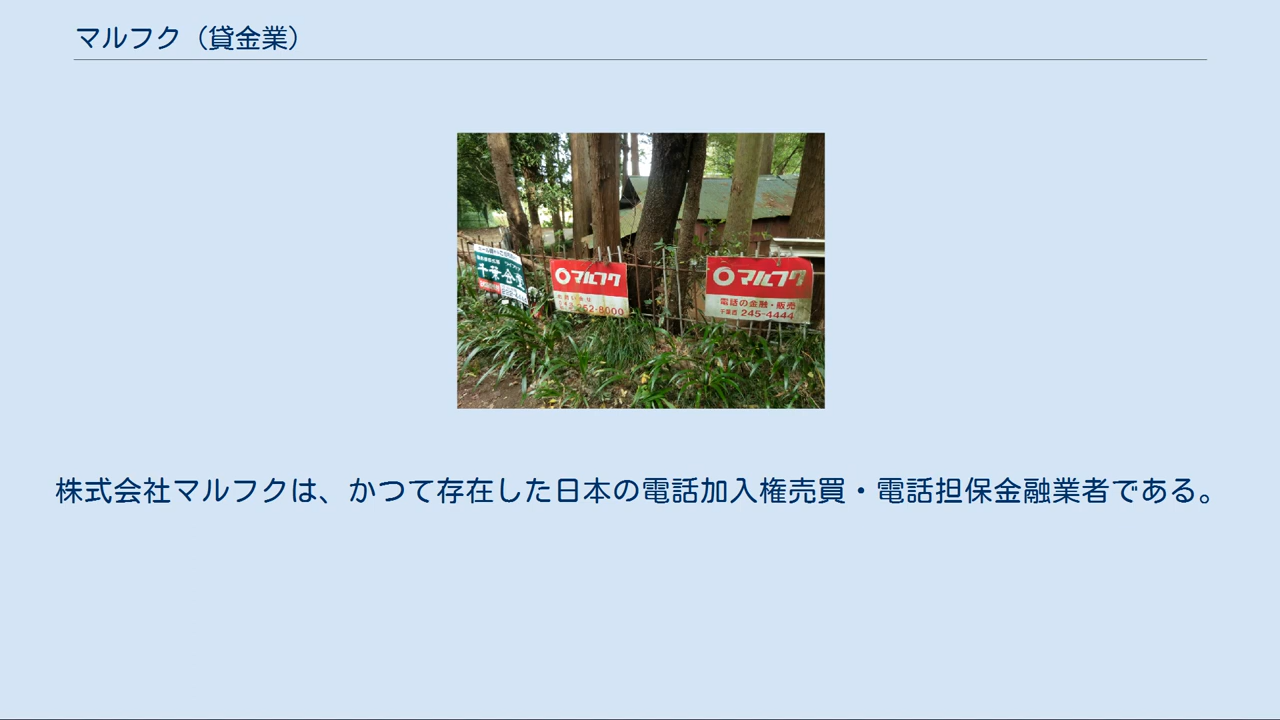 マルフク（貸金業）
マルフク
252-8000
マルフク
電話の金融・販売
千葉西 245-4444
株式会社マルフクは、かつて存在した日本の電話加入権売買・電話担保金融業者である。